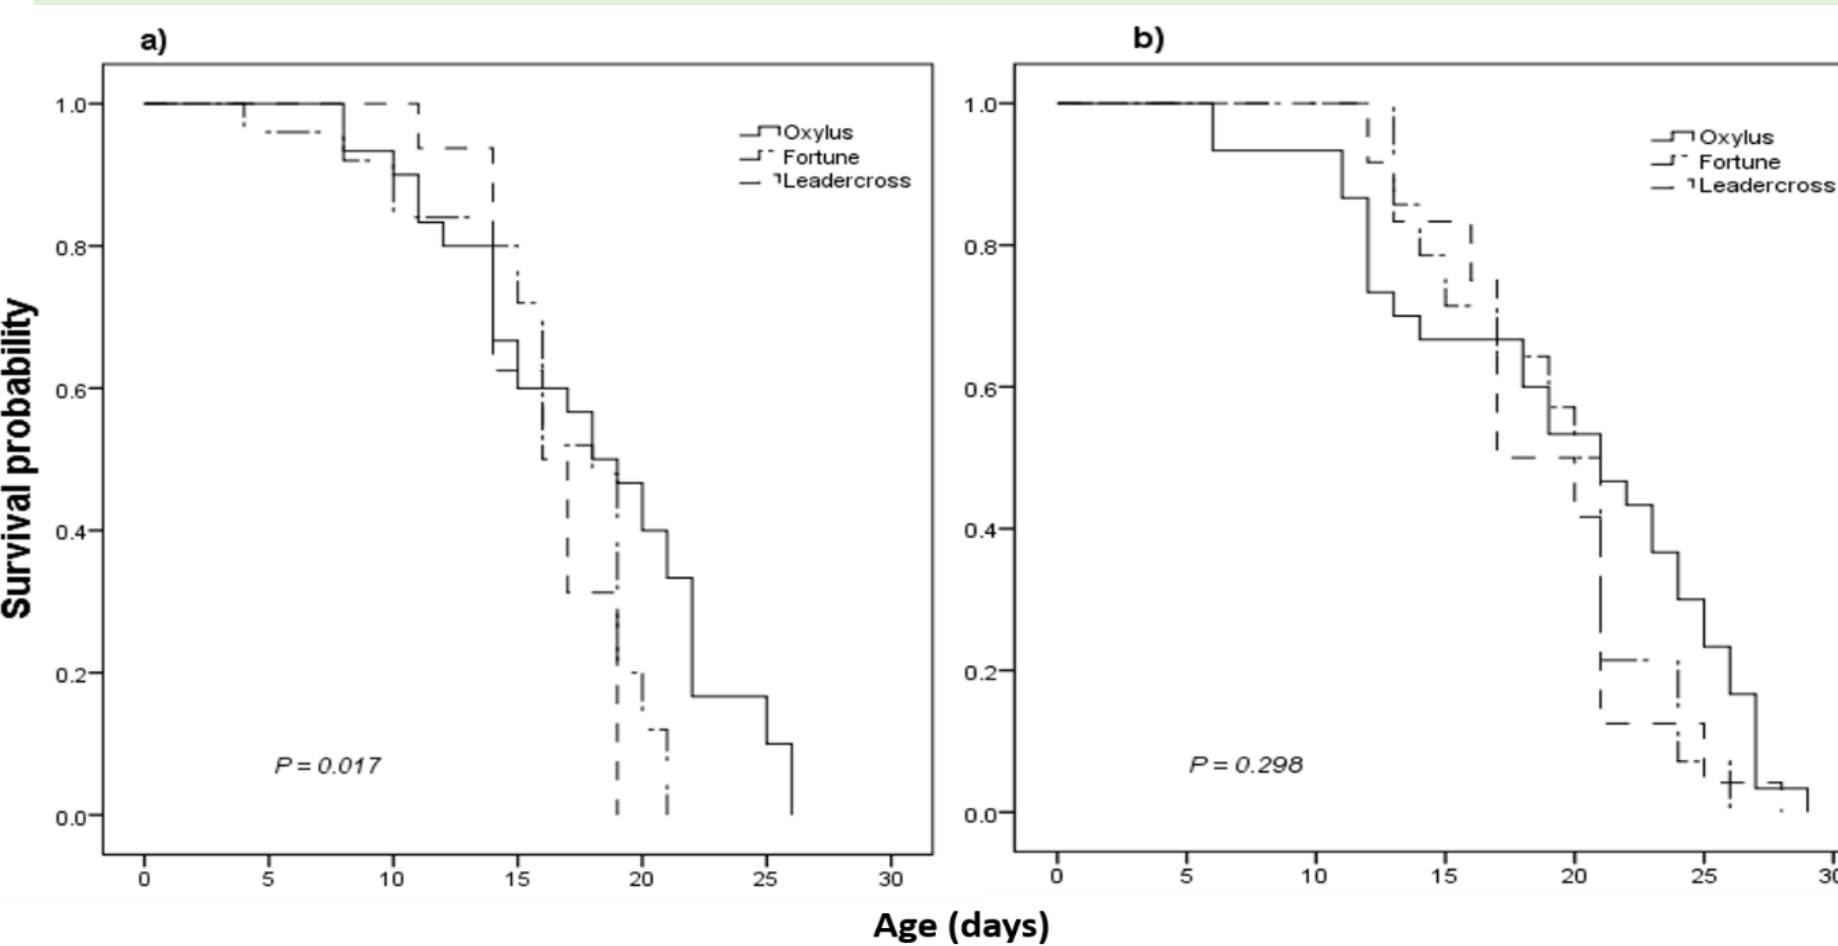 a)
1.0
0.8
0.6
0.4
0.2
0.0
Oxylus
Fortune
Leadercross
P = 0.017
0 5 10 15 20 25 30
b)
1.0
0.8
0.6
0.4
0.2
0.0
Oxylus
Fortune
Leadercross
P = 0.298
0 5 10 15 20 25 30
Survival probability
Age (days)